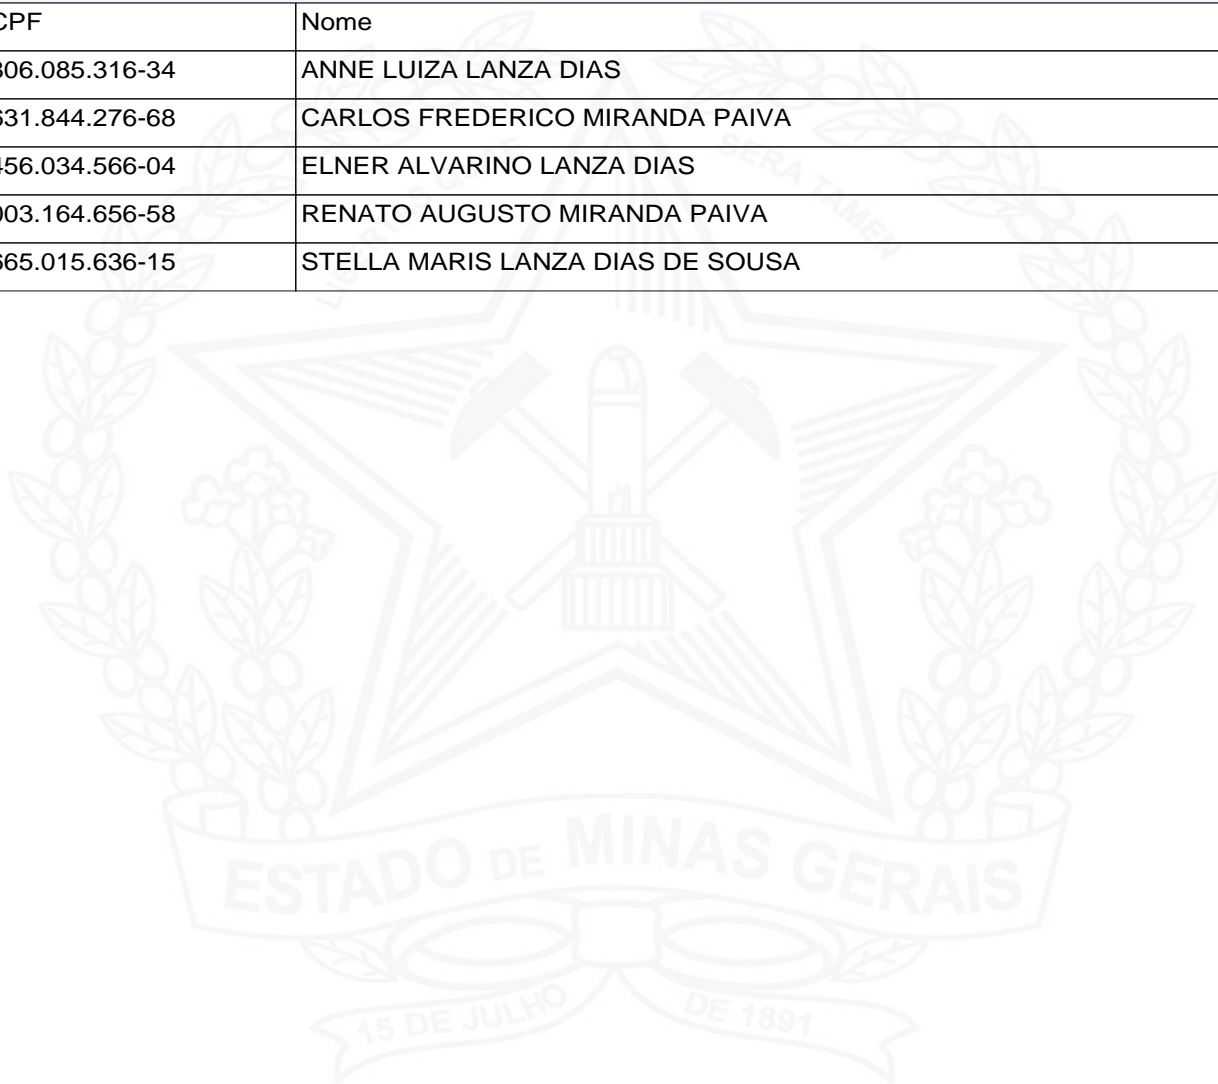 CPF Nome
306.085.316-34 ANNE LUIZA LANZA DIAS
631.844.276-68 CARLOS FREDERICO MIRANDA PAIVA
456.034.566-04 ELNER ALVARINO LANZA DIAS
003.164.656-58 RENATO AUGUSTO MIRANDA PAIVA
665.015.636-15 STELLA MARIS LANZA DIAS DE SOUSA
SERA TAMEN
ESTADO DE MINAS GERAIS
15 DE JULHO DE 1891